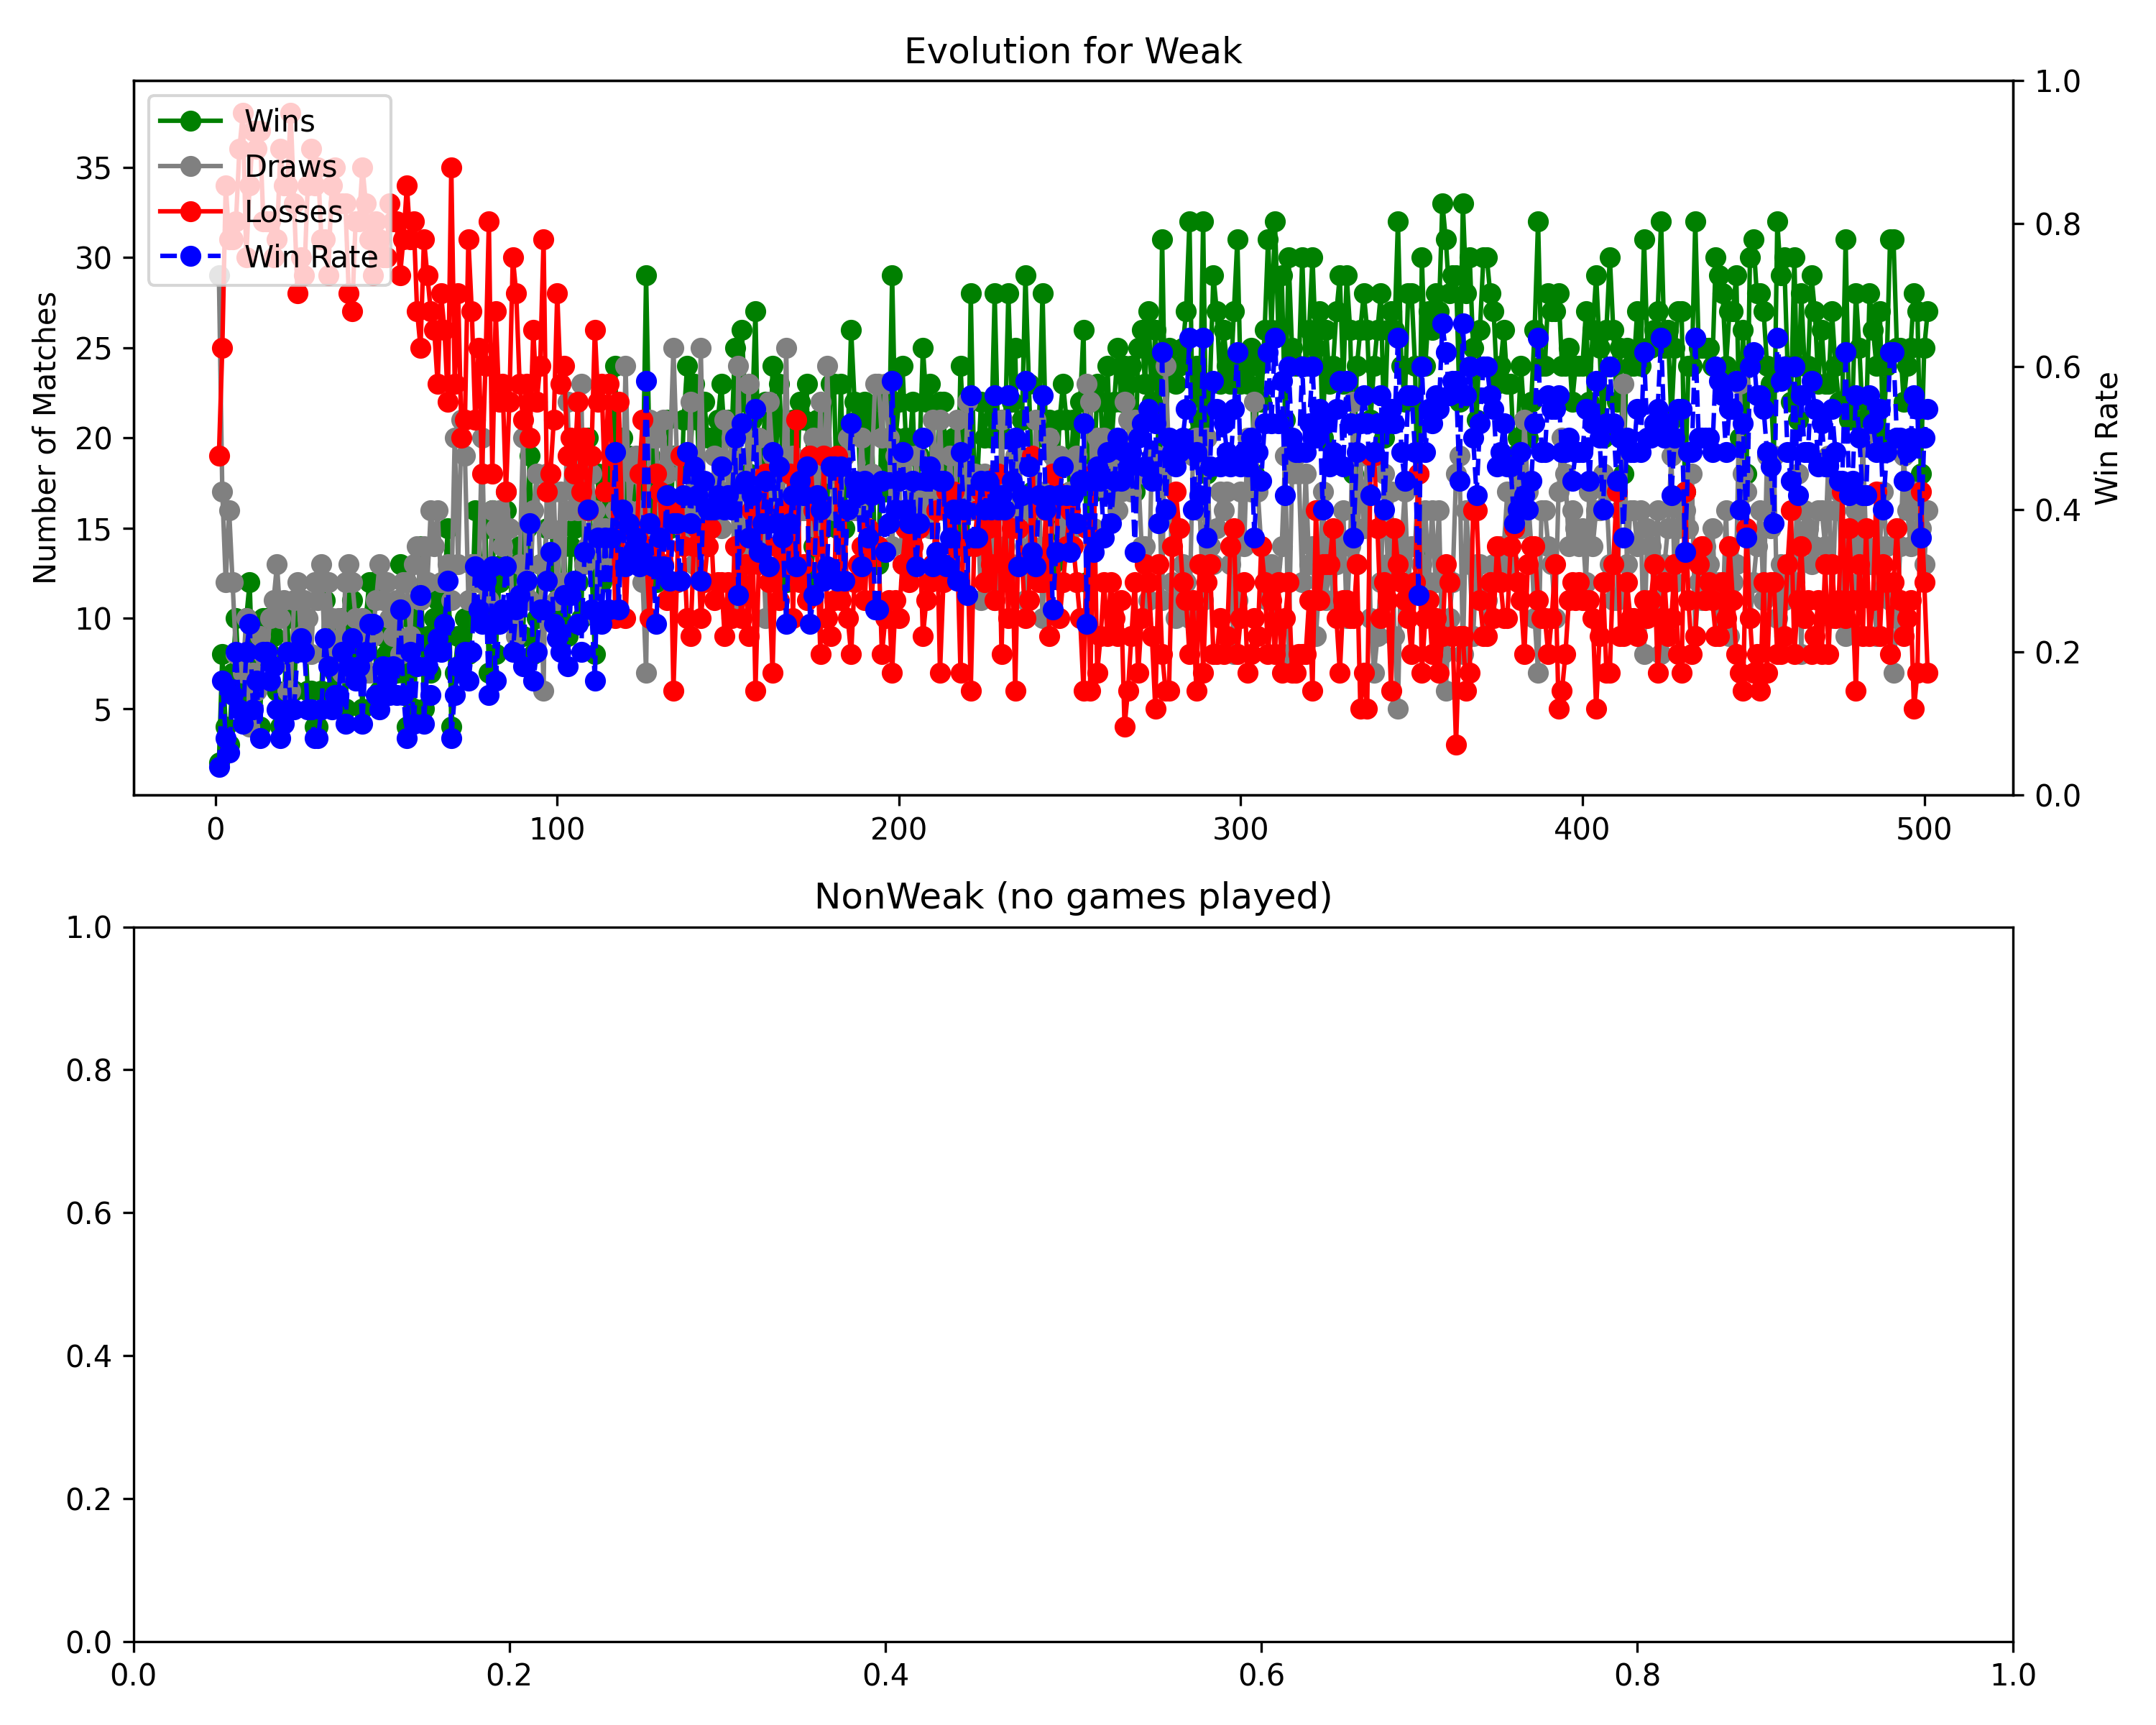 Evolution for Weak
Wins
Draws
Losses
Win Rate
Number of Matches
35
30
25
20
15
10
5
1.0
0.8
0.6
0.4
0.2
0.0
Win Rate
0 100 200 300 400 500
NonWeak (no games played)
1.0
0.8
0.6
0.4
0.2
0.0
0.0 0.2 0.4 0.6 0.8 1.0